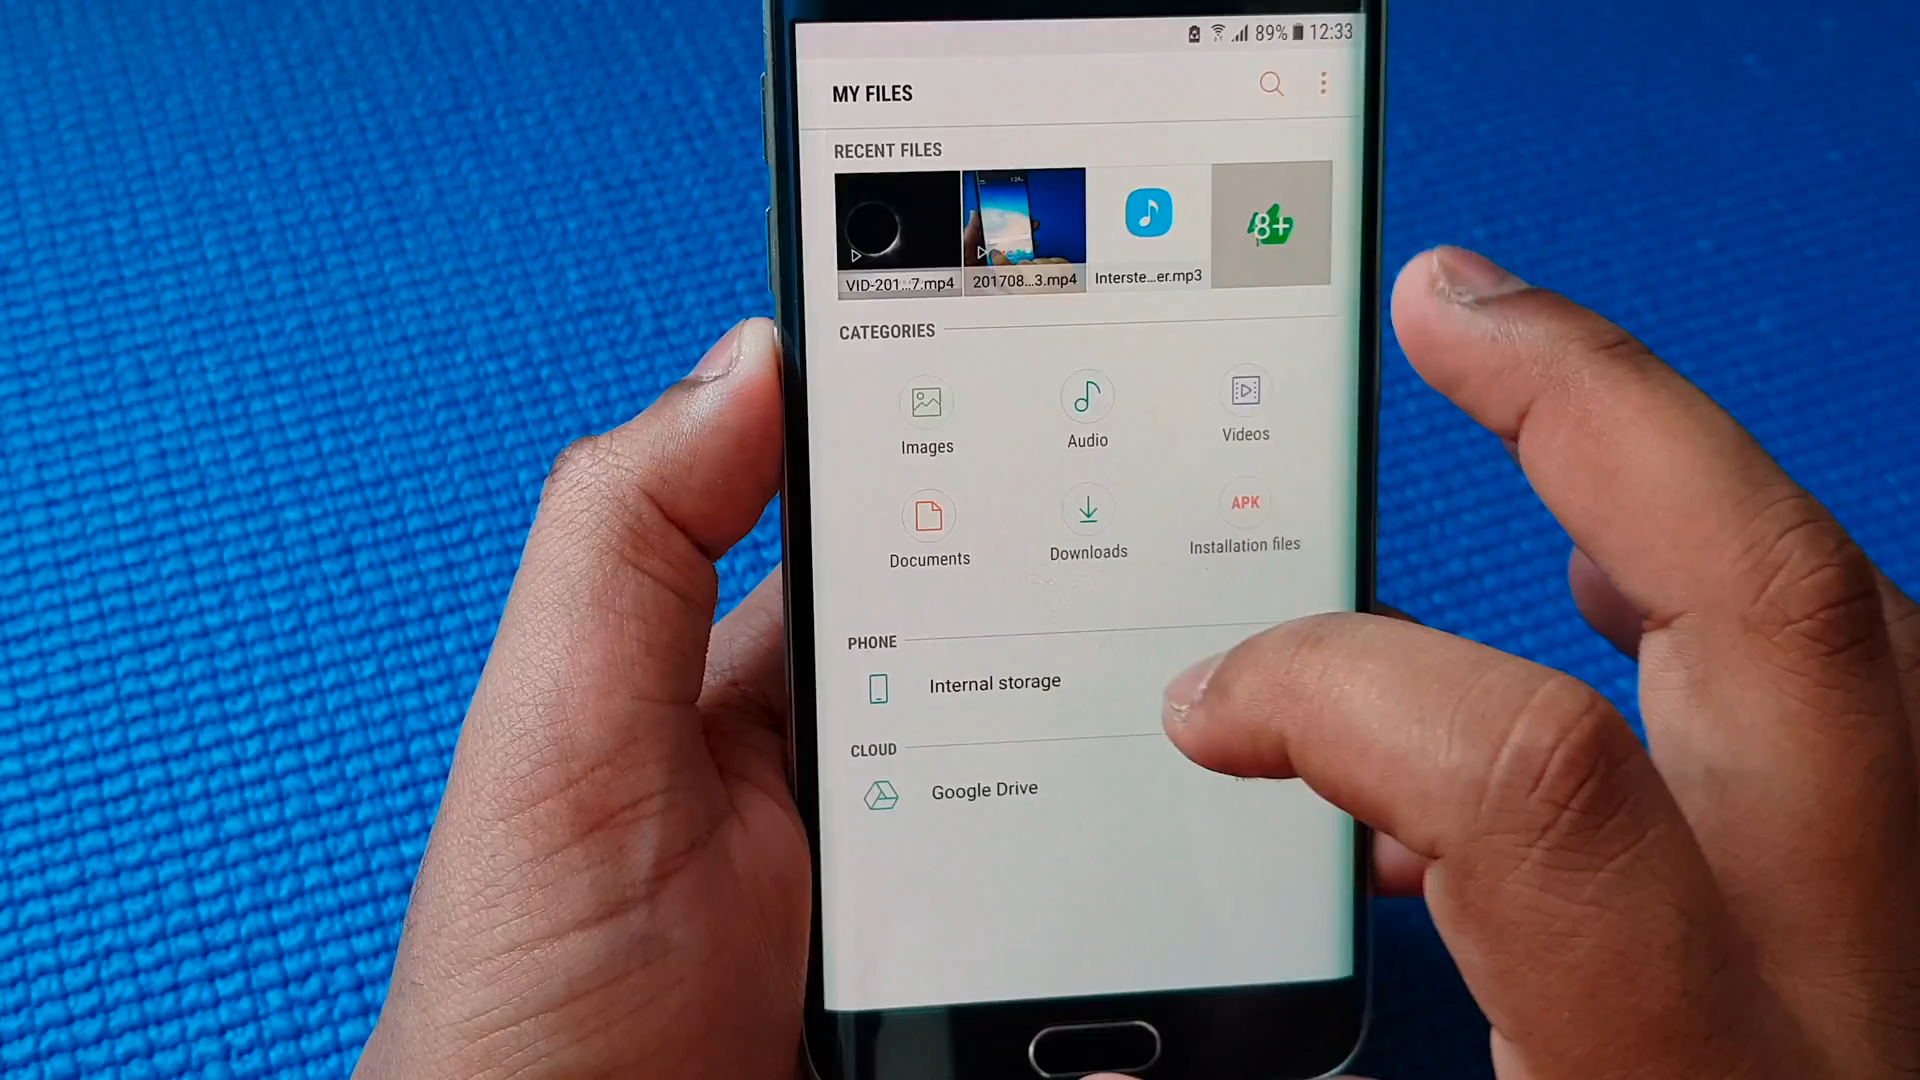 89% 12:33
MY FILES
RECENT FILES
VID-201...7.mp4
201708...3.mp4
Interste...er.mp3
8+
CATEGORIES
Images
Audio
Videos
Documents
Downloads
APK
Installation files
PHONE
Internal storage
CLOUD
Google Drive